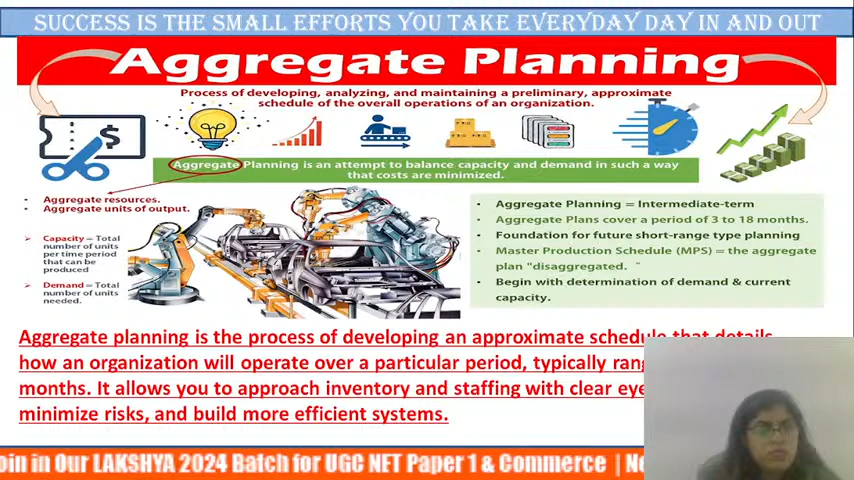 SUCCESS IS THE SMALL EFFORTS YOU TAKE EVERYDAY DAY IN AND OUT
Aggregate Planning
Process of developing, analyzing, and maintaining a preliminary, approximate
schedule of the overall operations of an organization.
$
Aggregate Planning is an attempt to balance capacity and demand in such a way
that costs are minimized.
• Aggregate resources.
• Aggregate units of output.
➢ Capacity = Total
number of units
per time period
that can be
produced
➢ Demand = Total
number of units
needed.
• Aggregate Planning = Intermediate-term
• Aggregate Plans cover a period of 3 to 18 months.
• Foundation for future short-range type planning
• Master Production Schedule (MPS) = the aggregate
plan "disaggregated. "
• Begin with determination of demand & current
capacity.
Aggregate planning is the process of developing an approximate schedule that details
how an organization will operate over a particular period, typically
months. It allows you to approach inventory and staffing with clear
minimize risks, and build more efficient systems.
oin in Our LAKSHYA 2024 Batch for UGC NET Paper 1 & Commerce |